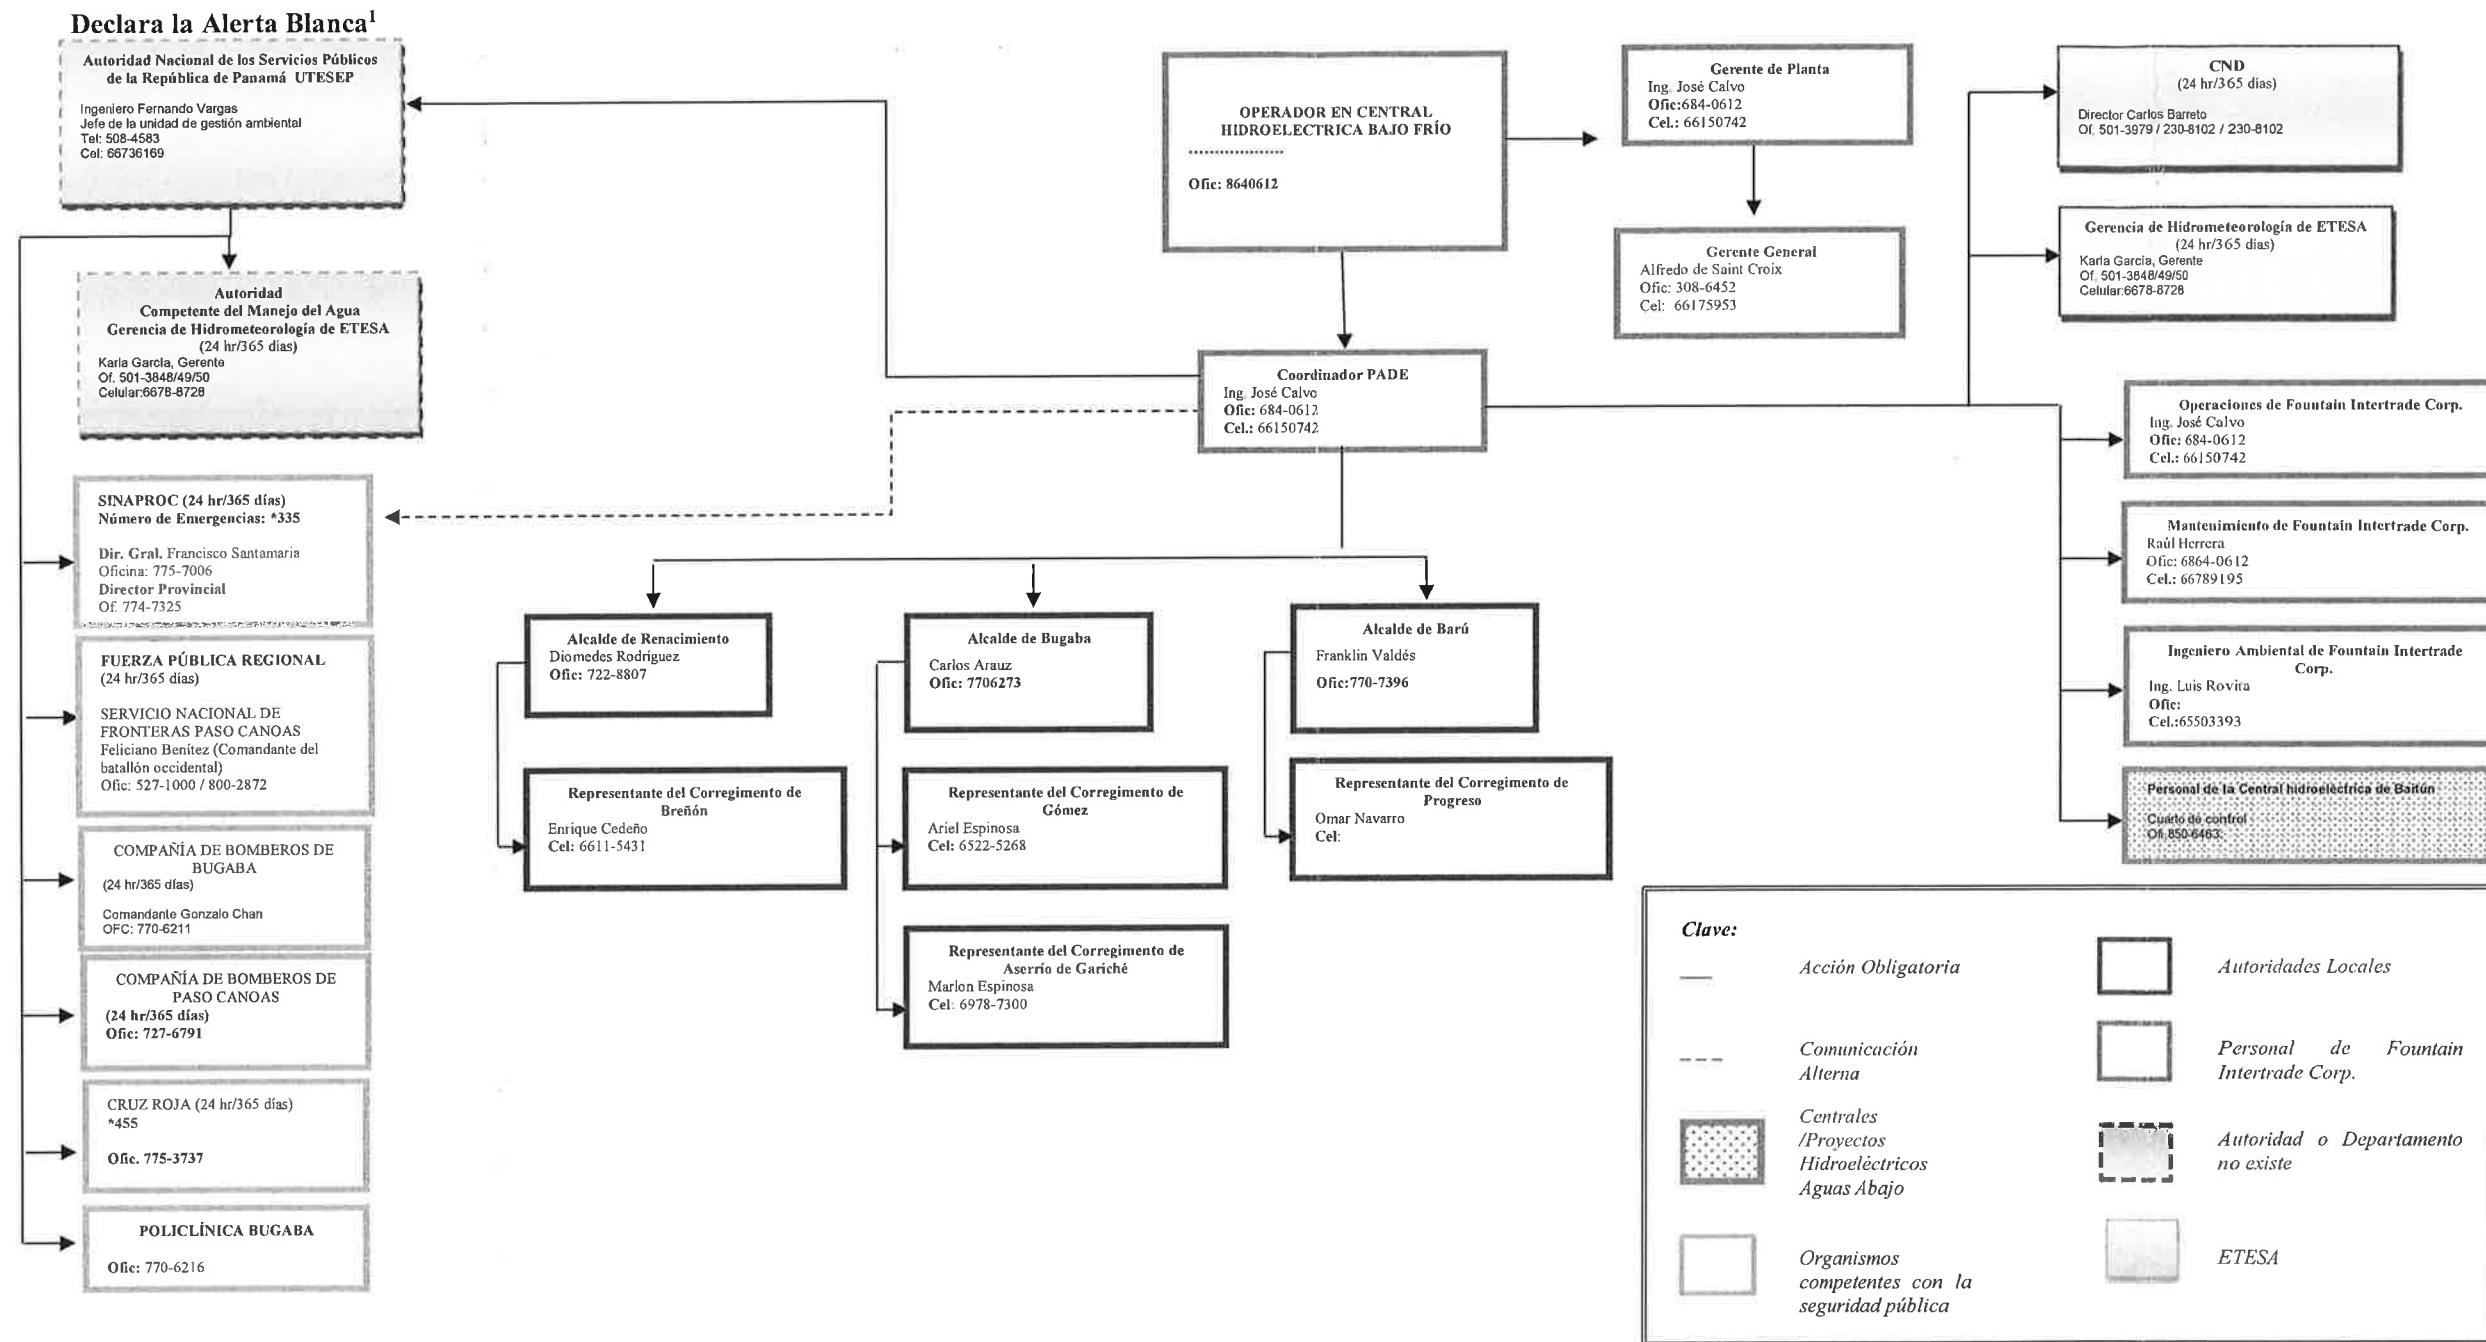 Declara la Alerta Blanca¹
Autoridad Nacional de los Servicios Públicos
de la República de Panamá UTESEP
Ingeniero Fernando Vargas
Jefe de la unidad de gestión ambiental
Tel: 508-4583
Cel: 66736169
Autoridad
Competente del Manejo del Agua
Gerencia de Hidrometeorología de ETESA
(24 hr/365 días)
Karla García, Gerente
Of. 501-3848/49/50
Celular:6678-8728
SINAPROC (24 hr/365 días)
Número de Emergencias: *335
Dir. Gral. Francisco Santamaria
Oficina: 775-7006
Director Provincial
Of. 774-7325
FUERZA PÚBLICA REGIONAL
(24 hr/365 días)
SERVICIO NACIONAL DE
FRONTERAS PASO CANOAS
Feliciano Benítez (Comandante del
batallón occidental)
Ofic: 527-1000 / 800-2872
COMPAÑÍA DE BOMBEROS DE
BUGABA
(24 hr/365 días)
Comandante Gonzalo Chan
OFC: 770-6211
COMPAÑÍA DE BOMBEROS DE
PASO CANOAS
(24 hr/365 días)
Ofic: 727-6791
CRUZ ROJA (24 hr/365 días)
*455
Ofic. 775-3737
POLICLÍNICA BUGABA
Ofic: 770-6216
OPERADOR EN CENTRAL
HIDROELECTRICA BAJO FRÍO
..................
Ofic: 8640612
Gerente de Planta
Ing. José Calvo
Ofic:684-0612
Cel.: 66150742
Gerente General
Alfredo de Saint Croix
Ofic: 308-6452
Cel: 66175953
Coordinador PADE
Ing. José Calvo
Ofic: 684-0612
Cel.: 66150742
Alcalde de Renacimiento
Diomedes Rodríguez
Ofic: 722-8807
Representante del Corregimento de
Breñón
Enrique Cedeño
Cel: 6611-5431
Alcalde de Bugaba
Carlos Arauz
Ofic: 7706273
Representante del Corregimento de
Gómez
Ariel Espinosa
Cel: 6522-5268
Representante del Corregimento de
Aserrío de Gariché
Marlon Espinosa
Cel: 6978-7300
Alcalde de Barú
Franklin Valdés
Ofic:770-7396
Representante del Corregimento de
Progreso
Omar Navarro
Cel:
CND
(24 hr/365 días)
Director Carlos Barreto
Of. 501-3979 / 230-8102 / 230-8102
Gerencia de Hidrometeorología de ETESA
(24 hr/365 días)
Karla García, Gerente
Of. 501-3848/49/50
Celular:6678-8728
Operaciones de Fountain Intertrade Corp.
Ing. José Calvo
Ofic: 684-0612
Cel.: 66150742
Mantenimiento de Fountain Intertrade Corp.
Raúl Herrera
Ofic: 6864-0612
Cel.: 66789195
Ingeniero Ambiental de Fountain Intertrade
Corp.
Ing. Luis Rovira
Ofic:
Cel.:65503393
Personal de la Central hidroeléctrica de Baitún
Cuarto de control
Ofi:850-6463
Clave:
Acción Obligatoria
Comunicación
Alterna
Centrales
/Proyectos
Hidroeléctricos
Aguas Abajo
Organismos
competentes con la
seguridad pública
Autoridades Locales
Personal de Fountain
Intertrade Corp.
Autoridad o Departamento
no existe
ETESA